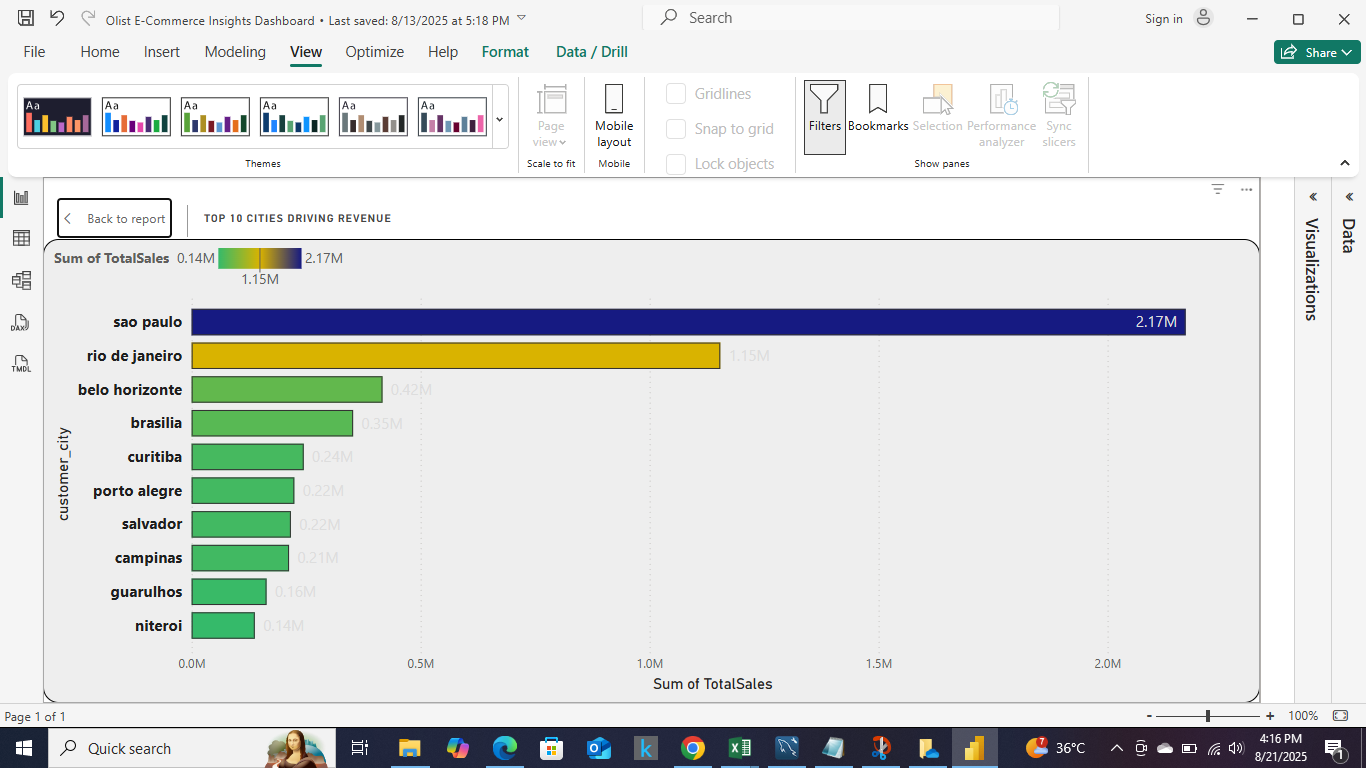 Olist E-Commerce Insights Dashboard • Last saved: 8/13/2025 at 5:18 PM
Search
Sign in
File Home Insert Modeling View Optimize Help Format Data / Drill
Share
Aa Aa Aa Aa Aa Aa
Themes
Page view
Scale to fit
Mobile layout
Mobile
Gridlines
Snap to grid
Lock objects
Filters
Bookmarks
Selection
Performance analyzer
Sync slicers
Show panes
Back to report
TOP 10 CITIES DRIVING REVENUE
Sum of TotalSales 0.14M 2.17M
1.15M
customer_city
sao paulo 2.17M
rio de janeiro 1.15M
belo horizonte 0.42M
brasilia 0.35M
curitiba 0.24M
porto alegre 0.22M
salvador 0.22M
campinas 0.21M
guarulhos 0.16M
niteroi 0.14M
0.0M 0.5M 1.0M 1.5M 2.0M
Sum of TotalSales
Visualizations
Data
DAX
TMDL
Page 1 of 1
- + 100%
Quick search
k
7
36°C
4:16 PM
8/21/2025
1